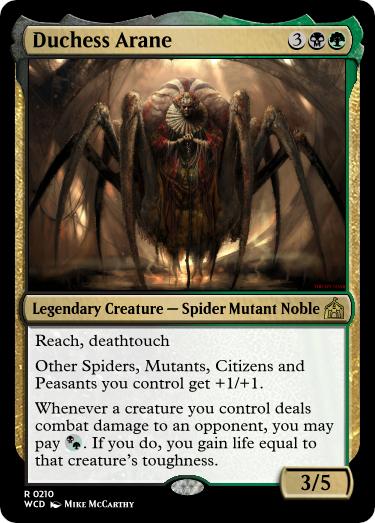 Duchess Arane 3
Legendary Creature — Spider Mutant Noble
Reach, deathtouch
Other Spiders, Mutants, Citizens and
Peasants you control get +1/+1.
Whenever a creature you control deals
combat damage to an opponent, you may
pay . If you do, you gain life equal to
that creature's toughness.
3/5
R 0210
WCD Mike McCarthy